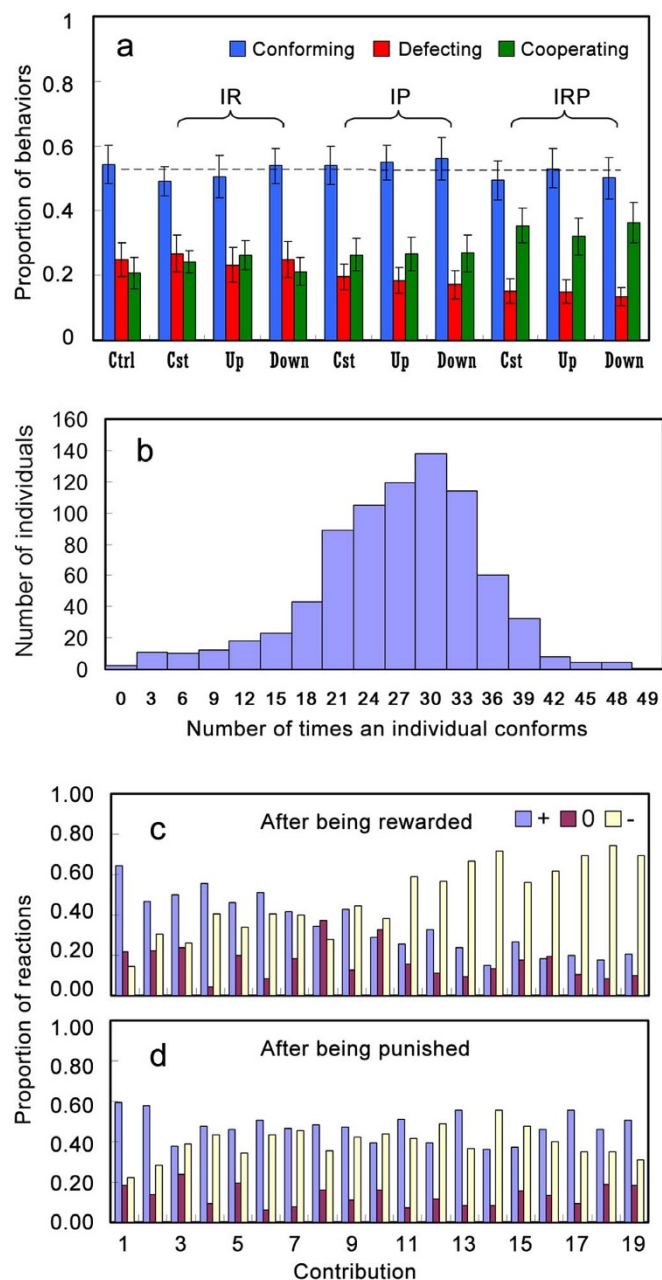 1
a
Conforming Defecting Cooperating
0.8
IR IP IRP
0.6
0.4
0.2
0
Proportion of behaviors
Ctrl Cst Up Down Cst Up Down Cst Up Down
160
b
140
120
100
80
60
40
20
0
Number of individuals
0 3 6 9 12 15 18 21 24 27 30 33 36 39 42 45 48 49
Number of times an individual conforms
1.00
c After being rewarded + 0 -
0.80
0.60
0.40
0.20
0.00
Proportion of reactions
1.00
d After being punished
0.80
0.60
0.40
0.20
0.00
1 3 5 7 9 11 13 15 17 19
Contribution